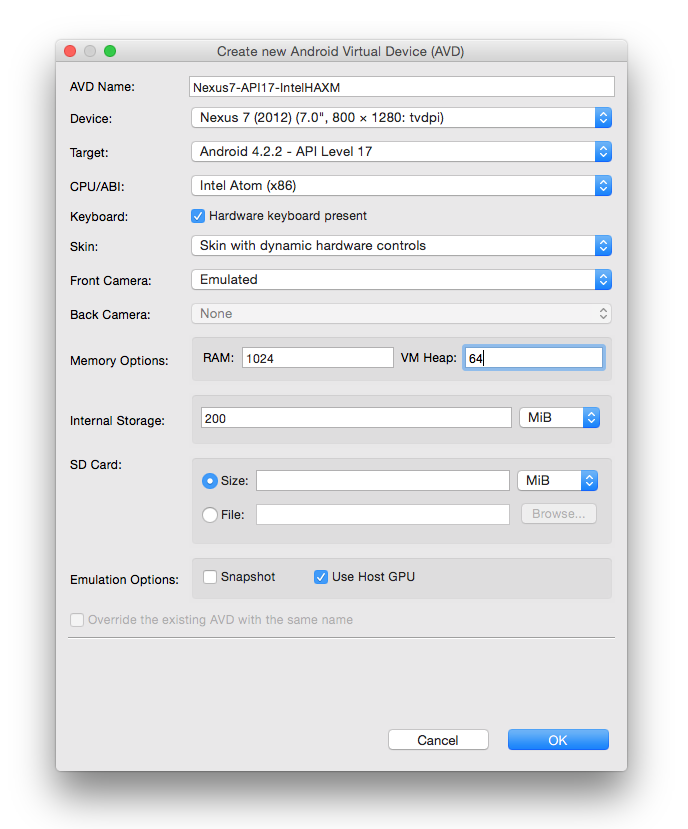 Create new Android Virtual Device (AVD)
AVD Name: Nexus7-API17-IntelHAXM
Device: Nexus 7 (2012) (7.0", 800 × 1280: tvdpi)
Target: Android 4.2.2 - API Level 17
CPU/ABI: Intel Atom (x86)
Keyboard: Hardware keyboard present
Skin: Skin with dynamic hardware controls
Front Camera: Emulated
Back Camera: None
Memory Options: RAM: 1024 VM Heap: 64
Internal Storage: 200 MiB
SD Card:
Size: MiB
File: Browse...
Emulation Options: Snapshot Use Host GPU
Override the existing AVD with the same name
Cancel OK